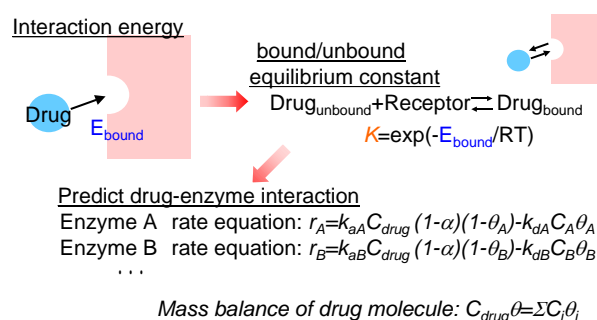 Interaction energy
Drug
E_bound
bound/unbound
equilibrium constant
Drug_unbound+Receptor⇄Drug_bound
K=exp(-E_bound/RT)
Predict drug-enzyme interaction
Enzyme A rate equation: r_A=k_aA C_drug (1-α)(1-θ_A)-k_dA C_A θ_A
Enzyme B rate equation: r_B=k_aB C_drug (1-α)(1-θ_B)-k_dB C_B θ_B
...
Mass balance of drug molecule: C_drug θ=ΣC_i θ_i